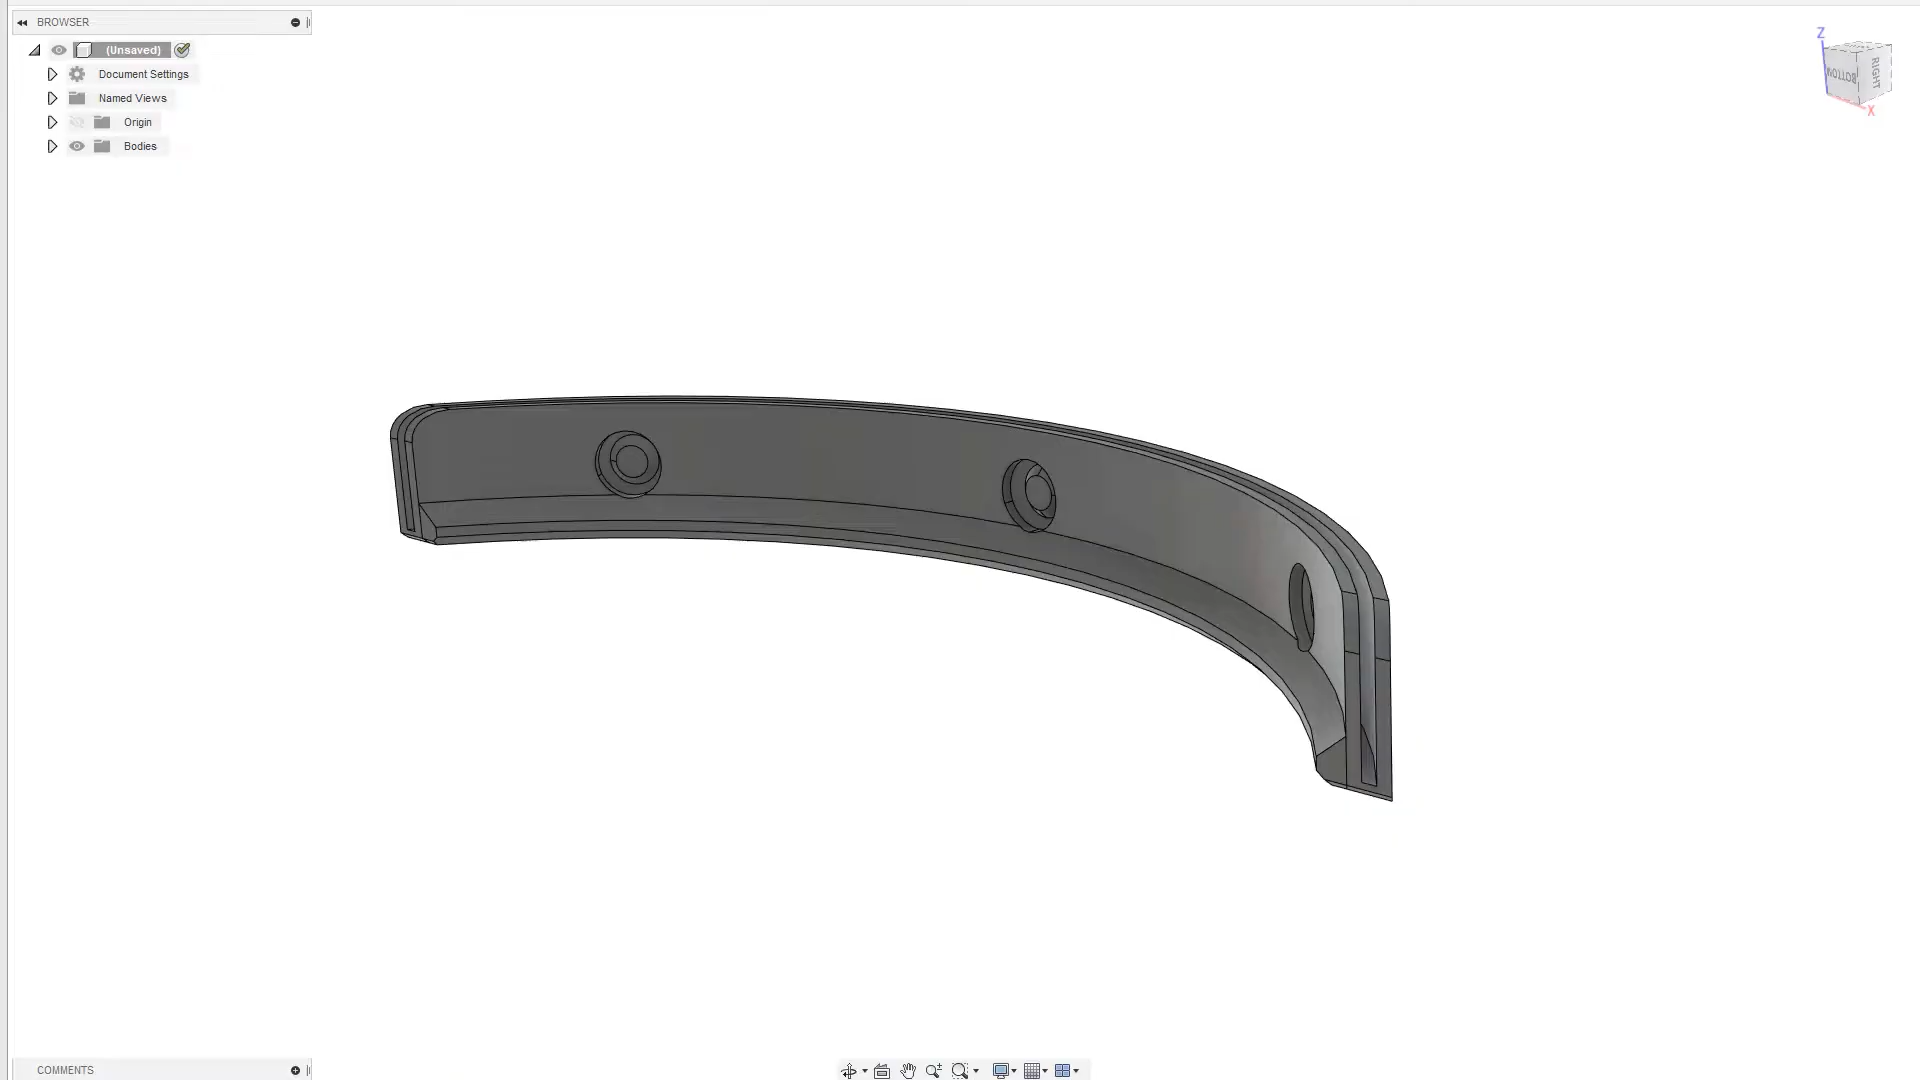 BROWSER
(Unsaved)
Document Settings
Named Views
Origin
Bodies
Z
BOTTOM
RIGHT
X
COMMENTS